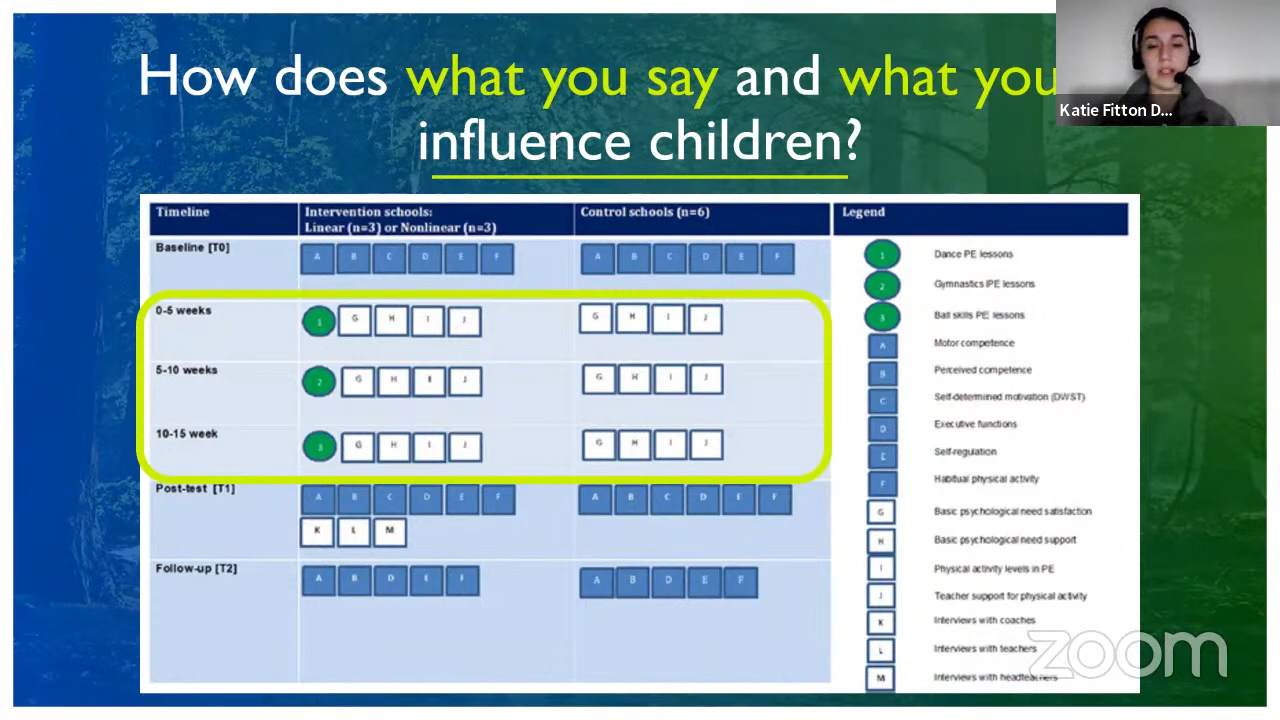 How does what you say and what you
influence children?
Katie Fitton D...
Timeline
Intervention schools:
Linear (n=3) or Nonlinear (n=3)
Control schools (n=6)
Legend
Baseline [T0]
A B C D E F
A B C D E F
0-5 weeks
1 G H I J
G H I J
5-10 weeks
2 G H I J
G H I J
10-15 week
3 G H I J
G H I J
Post-test [T1]
A B C D E F
K L M
A B C D E F
Follow-up [T2]
A B D E F
A B D E F
1 Dance PE lessons
2 Gymnastics PE lessons
3 Ball skills PE lessons
A Motor competence
B Perceived competence
C Self-determined motivation (DWST)
D Executive functions
E Self-regulation
F Habitual physical activity
G Basic psychological need satisfaction
H Basic psychological need support
I Physical activity levels in PE
J Teacher support for physical activity
K Interviews with coaches
L Interviews with teachers
M Interviews with headteachers
zoom